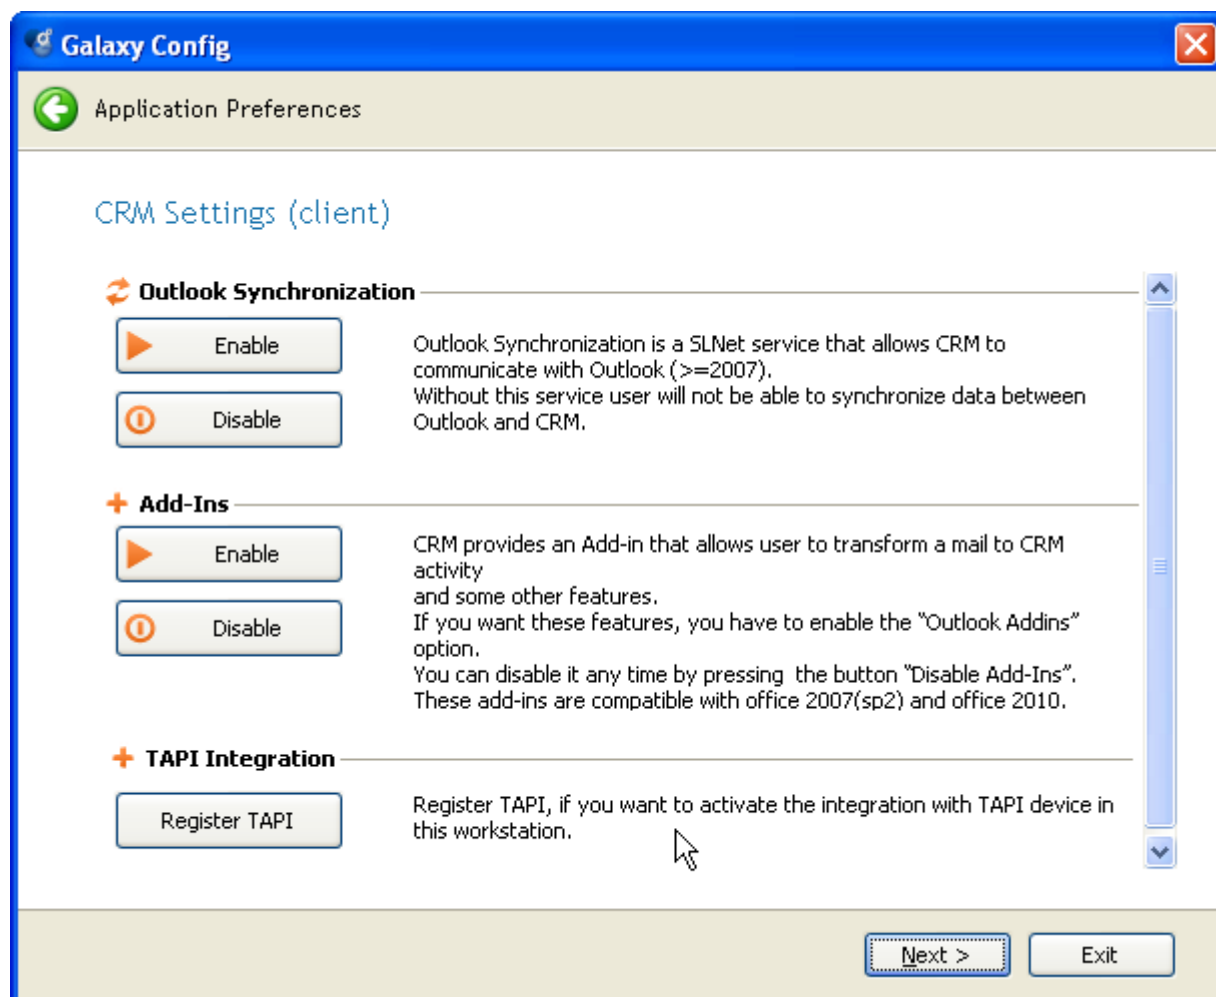 Galaxy Config
Application Preferences
CRM Settings (client)
Outlook Synchronization
Enable
Disable
Outlook Synchronization is a SLNet service that allows CRM to
communicate with Outlook (>=2007).
Without this service user will not be able to synchronize data between
Outlook and CRM.
Add-Ins
Enable
Disable
CRM provides an Add-in that allows user to transform a mail to CRM
activity
and some other features.
If you want these features, you have to enable the "Outlook Addins"
option.
You can disable it any time by pressing  the button "Disable Add-Ins".
These add-ins are compatible with office 2007(sp2) and office 2010.
TAPI Integration
Register TAPI
Register TAPI, if you want to activate the integration with TAPI device in
this workstation.
Next >
Exit